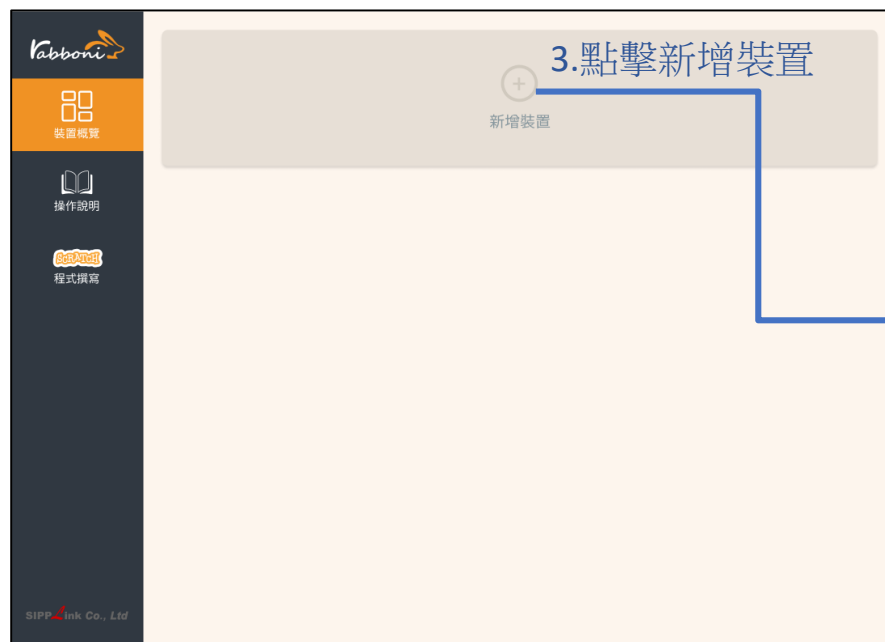 Rabboni
裝置概覽
操作說明
SCRATCH
程式撰寫
SIPPLink Co., Ltd
3.點擊新增裝置
新增裝置